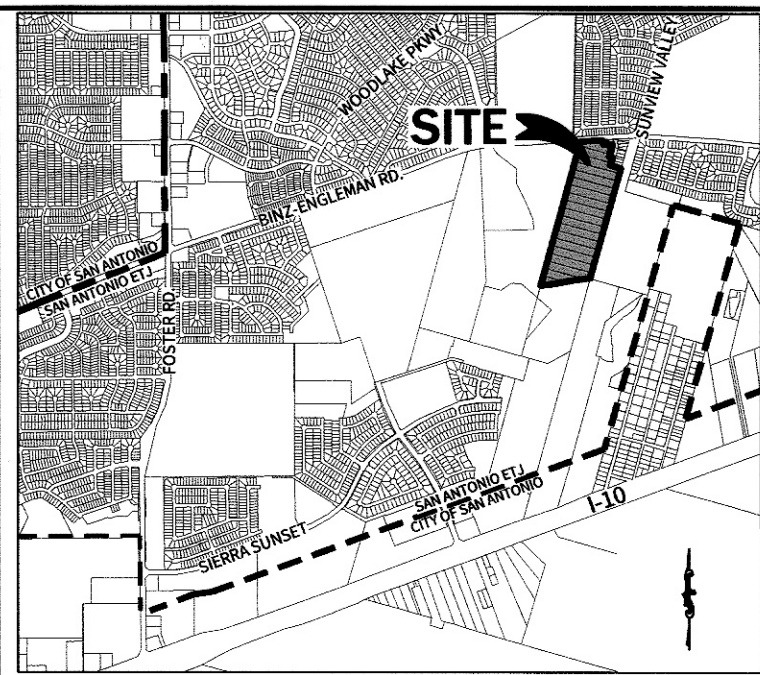 WOODLAKE PKWY
SUNVIEW VALLEY
SITE
BINZ-ENGLEMAN RD.
CITY OF SAN ANTONIO
SAN ANTONIO ETJ
FOSTER RD.
SAN ANTONIO ETJ
CITY OF SAN ANTONIO
I-10
SIERRA SUNSET